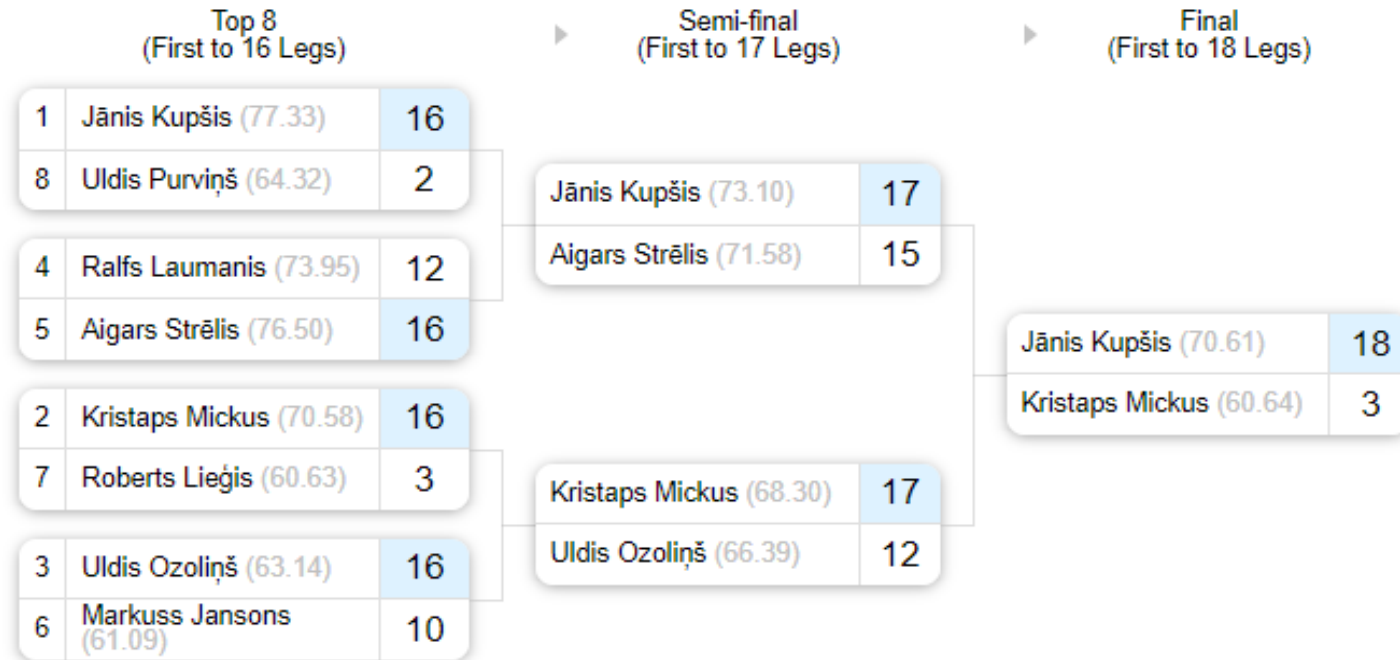 Top 8
(First to 16 Legs)
Semi-final
(First to 17 Legs)
Final
(First to 18 Legs)
1 Jānis Kupšis (77.33) 16
8 Uldis Purviņš (64.32) 2
4 Ralfs Laumanis (73.95) 12
5 Aigars Strēlis (76.50) 16
2 Kristaps Mickus (70.58) 16
7 Roberts Lieģis (60.63) 3
3 Uldis Ozoliņš (63.14) 16
6 Markuss Jansons
(61.09) 10
Jānis Kupšis (73.10) 17
Aigars Strēlis (71.58) 15
Kristaps Mickus (68.30) 17
Uldis Ozoliņš (66.39) 12
Jānis Kupšis (70.61) 18
Kristaps Mickus (60.64) 3